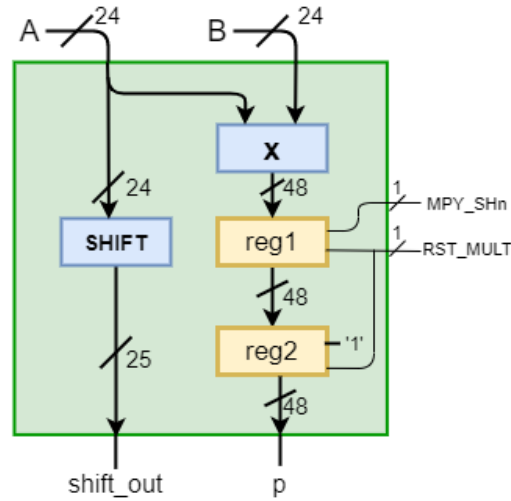 A 24 B 24
X
24 48 1 MPY_SHn
SHIFT reg1 1 RST_MULT
48
25 reg2 '1'
48
shift_out p